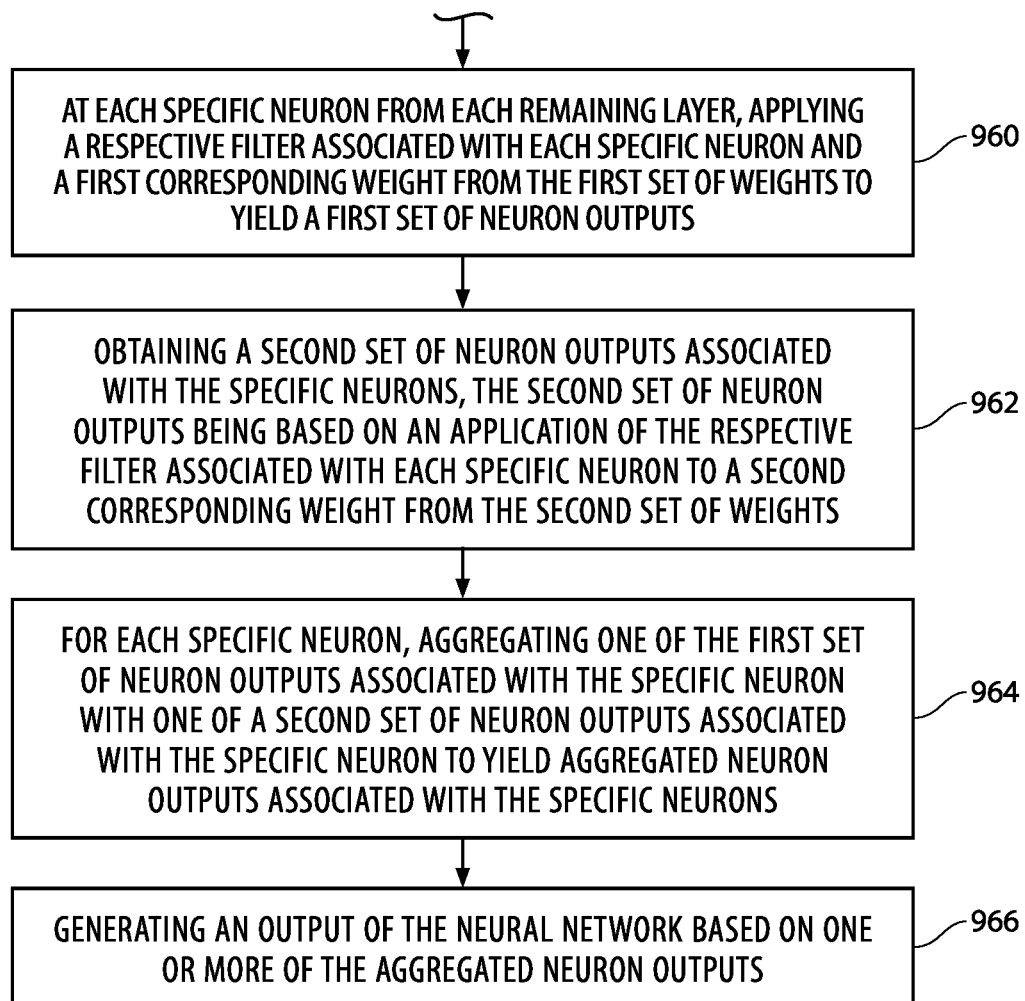 AT EACH SPECIFIC NEURON FROM EACH REMAINING LAYER, APPLYING
A RESPECTIVE FILTER ASSOCIATED WITH EACH SPECIFIC NEURON AND
A FIRST CORRESPONDING WEIGHT FROM THE FIRST SET OF WEIGHTS TO
YIELD A FIRST SET OF NEURON OUTPUTS
960
OBTAINING A SECOND SET OF NEURON OUTPUTS ASSOCIATED
WITH THE SPECIFIC NEURONS, THE SECOND SET OF NEURON
OUTPUTS BEING BASED ON AN APPLICATION OF THE RESPECTIVE
FILTER ASSOCIATED WITH EACH SPECIFIC NEURON TO A SECOND
CORRESPONDING WEIGHT FROM THE SECOND SET OF WEIGHTS
962
FOR EACH SPECIFIC NEURON, AGGREGATING ONE OF THE FIRST SET
OF NEURON OUTPUTS ASSOCIATED WITH THE SPECIFIC NEURON
WITH ONE OF A SECOND SET OF NEURON OUTPUTS ASSOCIATED
WITH THE SPECIFIC NEURON TO YIELD AGGREGATED NEURON
OUTPUTS ASSOCIATED WITH THE SPECIFIC NEURONS
964
GENERATING AN OUTPUT OF THE NEURAL NETWORK BASED ON ONE
OR MORE OF THE AGGREGATED NEURON OUTPUTS
966